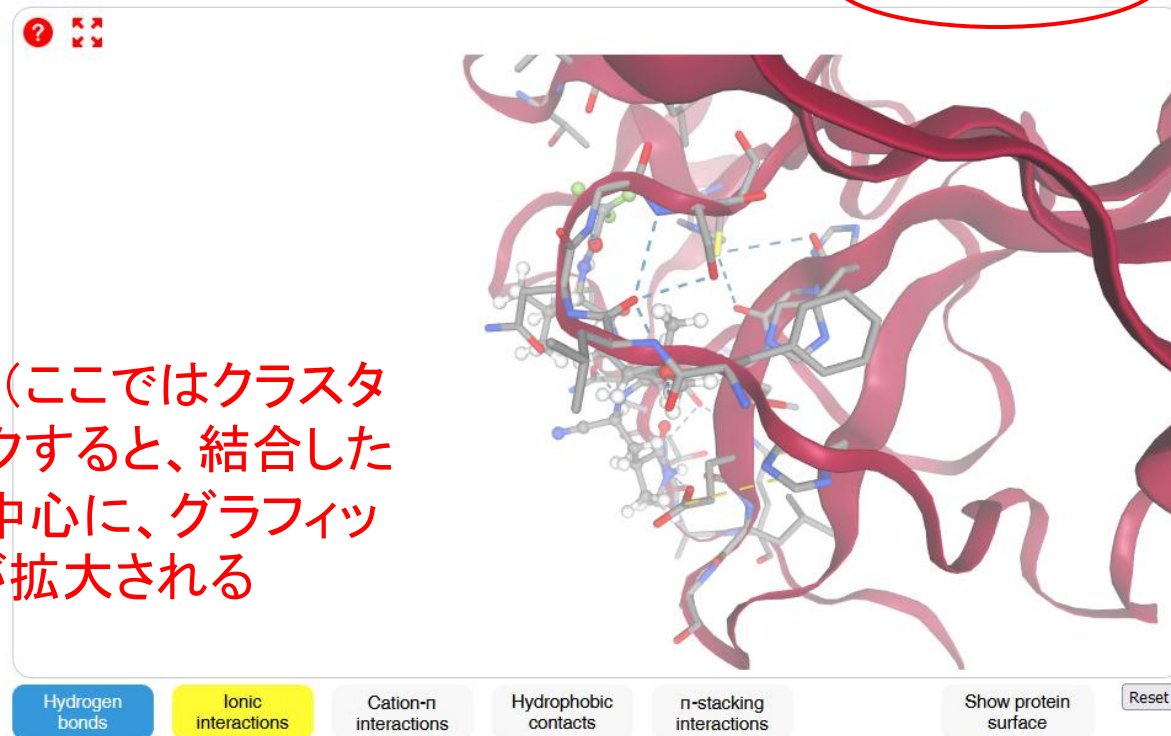 ?
(ここではクラスタ
クすると、結合した
中心に、グラフィッ
が拡大される
Hydrogen
bonds
Ionic
interactions
Cation-π
interactions
Hydrophobic
contacts
π-stacking
interactions
Show protein
surface
Reset